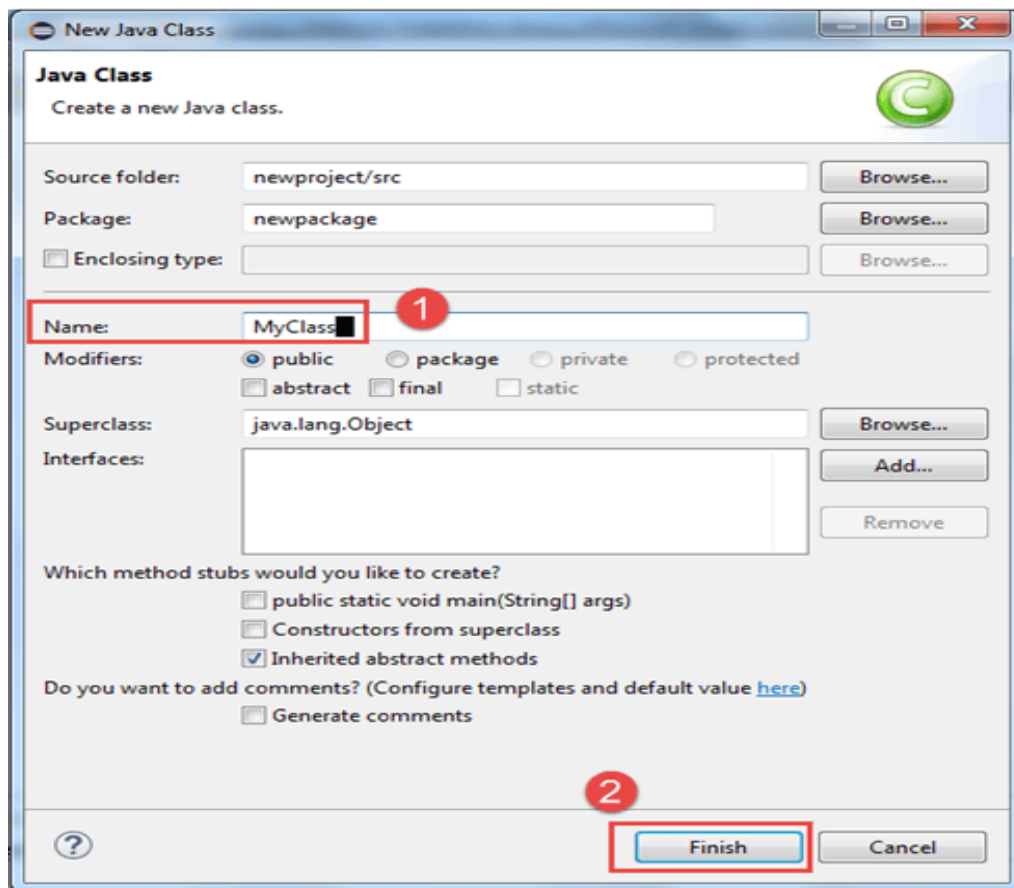 New Java Class
Java Class
Create a new Java class.
Source folder: newproject/src Browse...
Package: newpackage Browse...
Enclosing type: Browse...
1
Name: MyClass
Modifiers: public package private protected
abstract final static
Superclass: java.lang.Object Browse...
Interfaces: Add...
Remove
Which method stubs would you like to create?
public static void main(String[] args)
Constructors from superclass
Inherited abstract methods
Do you want to add comments? (Configure templates and default value here)
Generate comments
2
? Finish Cancel